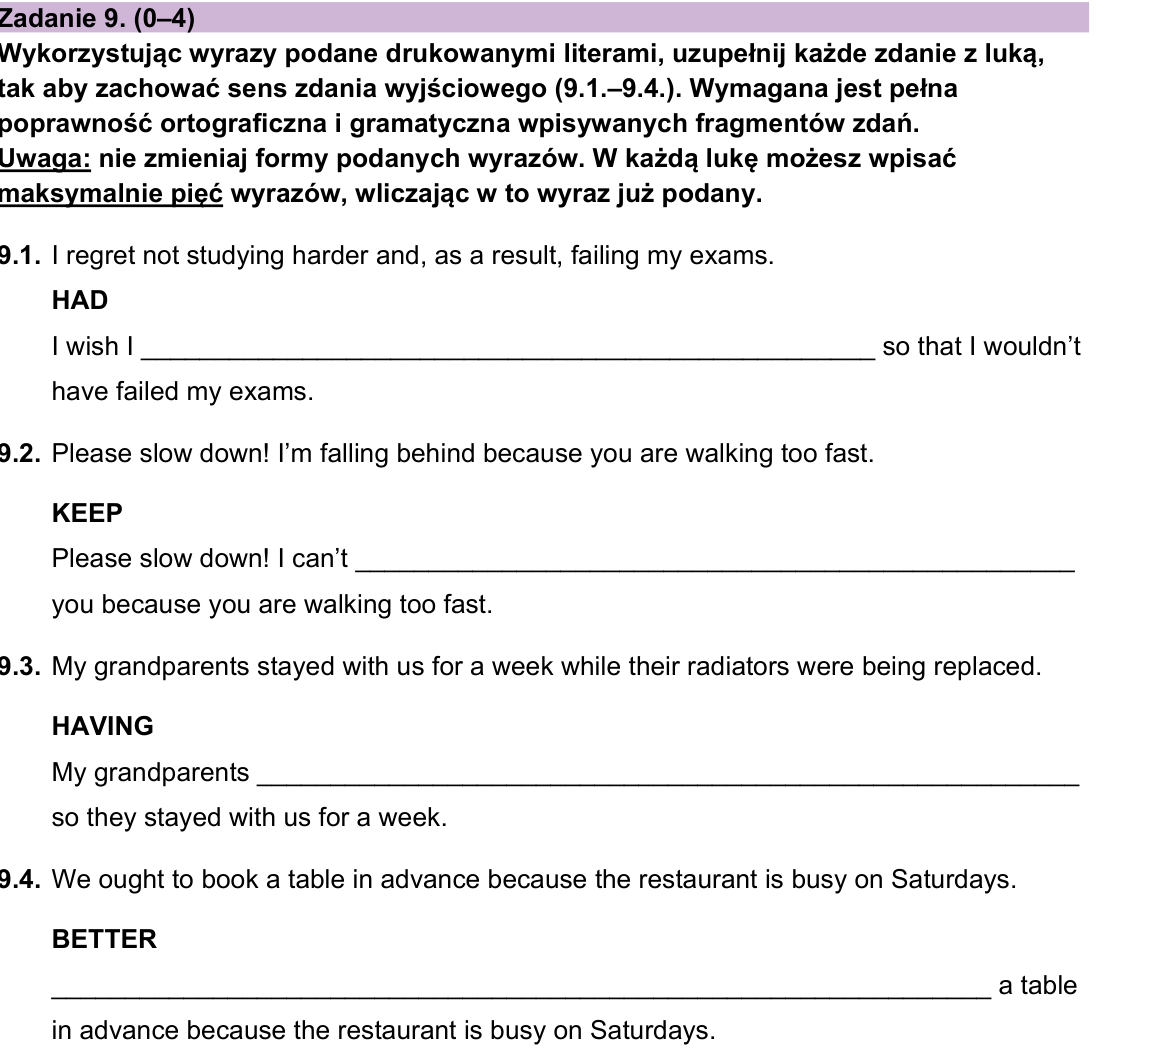 Zadanie 9. (0–4)
Wykorzystując wyrazy podane drukowanymi literami, uzupełnij każde zdanie z luką,
tak aby zachować sens zdania wyjściowego (9.1.–9.4.). Wymagana jest pełna
poprawność ortograficzna i gramatyczna wpisywanych fragmentów zdań.
Uwaga: nie zmieniaj formy podanych wyrazów. W każdą lukę możesz wpisać
maksymalnie pięć wyrazów, wliczając w to wyraz już podany.
9.1. I regret not studying harder and, as a result, failing my exams.
HAD
I wish I ______________________________________________________ so that I wouldn’t
have failed my exams.
9.2. Please slow down! I’m falling behind because you are walking too fast.
KEEP
Please slow down! I can’t _____________________________________________________
you because you are walking too fast.
9.3. My grandparents stayed with us for a week while their radiators were being replaced.
HAVING
My grandparents ____________________________________________________________
so they stayed with us for a week.
9.4. We ought to book a table in advance because the restaurant is busy on Saturdays.
BETTER
_____________________________________________________________________ a table
in advance because the restaurant is busy on Saturdays.